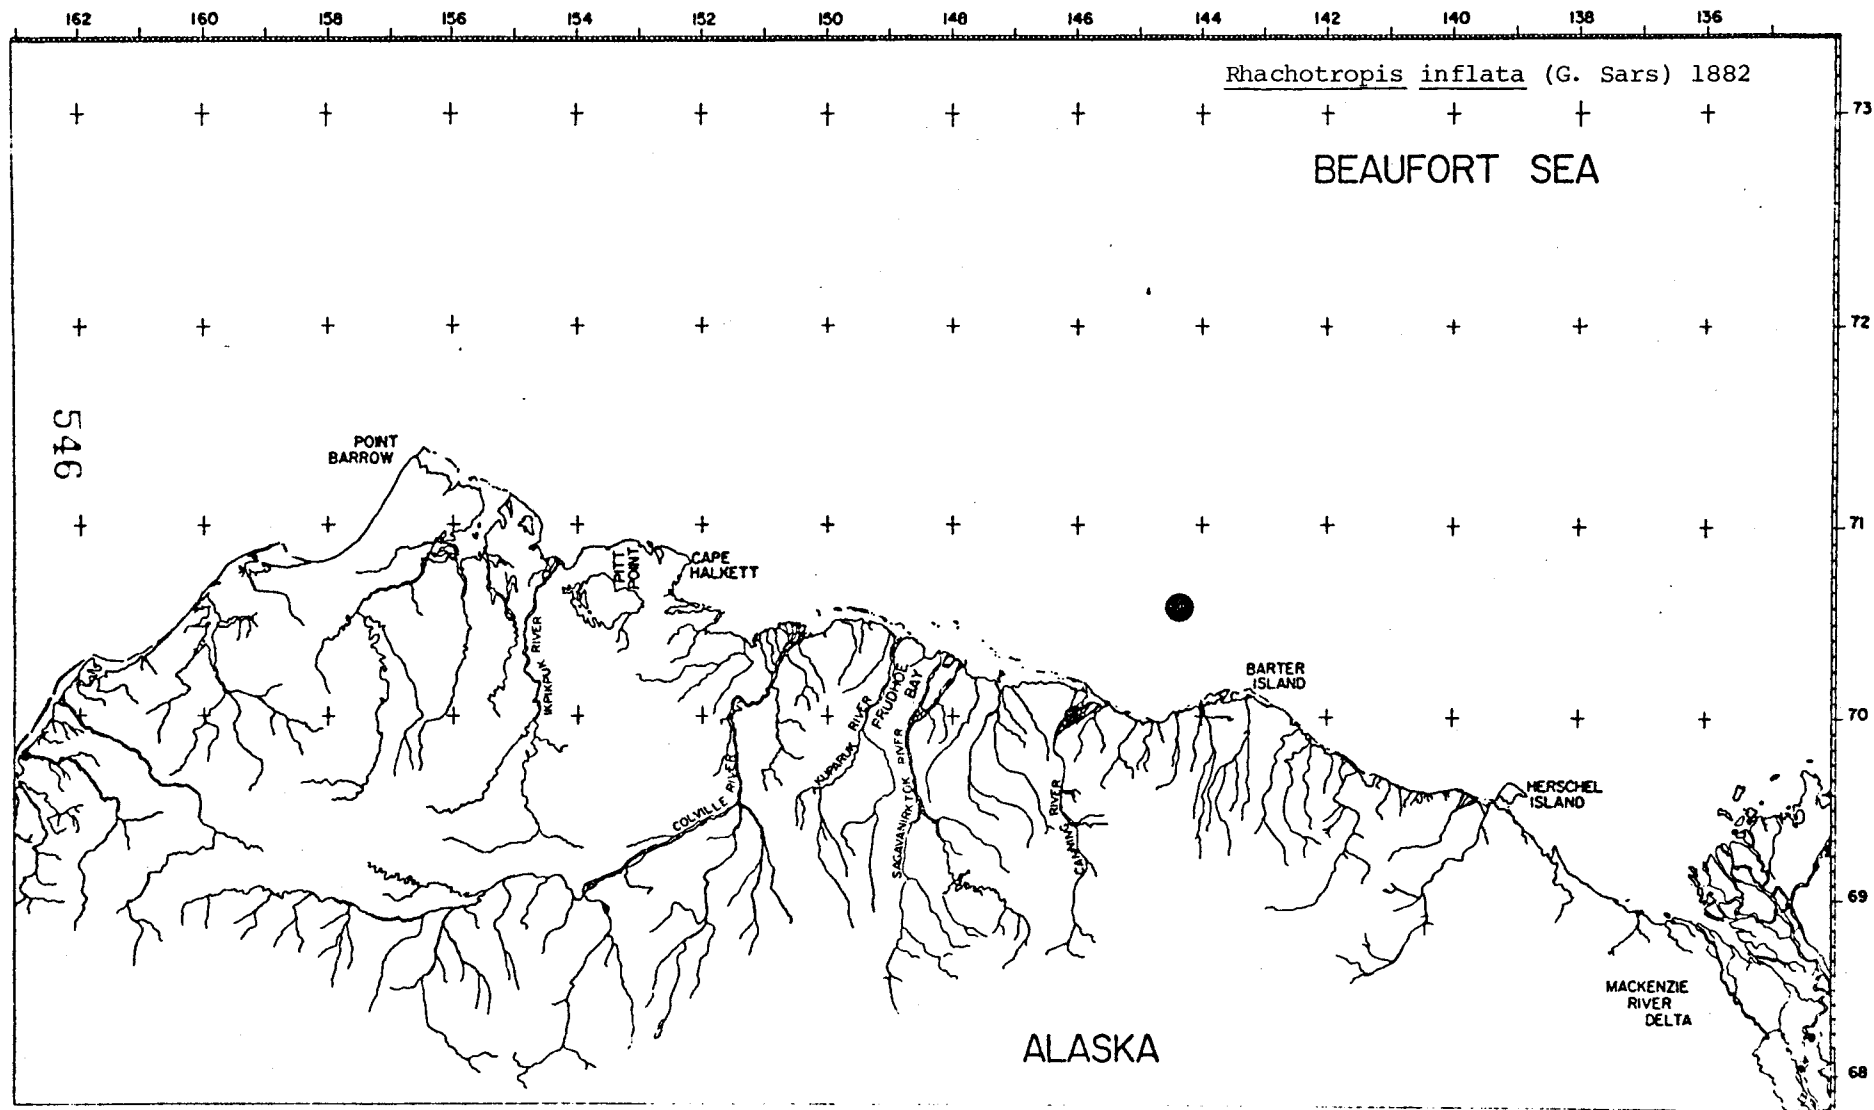 162 160 158 156 154 152 150 148 146 144 142 140 138 136
Rhachotropis inflata (G. Sars) 1882
73
BEAUFORT SEA
72
546
POINT
BARROW
71
PITT
POINT
CAPE
HALKETT
IKPIKPUK RIVER
BARTER
ISLAND
PRUDHOE
BAY
70
KUPARUK RIVER
COLVILLE RIVER
SAGAVANIRKTOK RIVER
CANNING RIVER
HERSCHEL
ISLAND
69
MACKENZIE
RIVER
DELTA
ALASKA
68